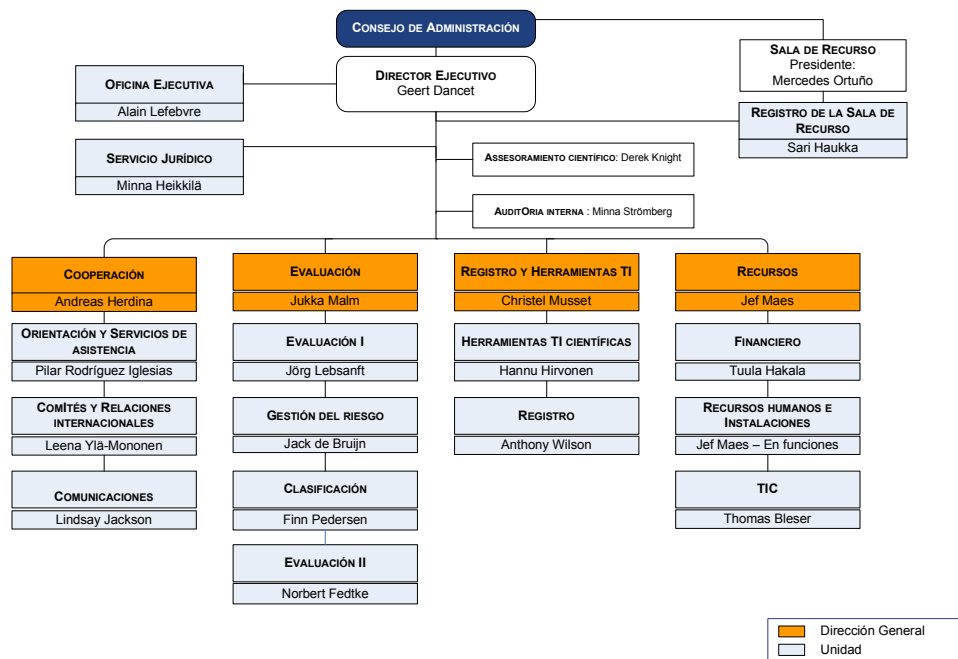 CONSEJO DE ADMINISTRACIÓN
SALA DE RECURSO
Presidente:
Mercedes Ortuño
DIRECTOR EJECUTIVO
Geert Dancet
OFICINA EJECUTIVA
Alain Lefebvre
REGISTRO DE LA SALA DE
RECURSO
Sari Haukka
SERVICIO JURÍDICO
Minna Heikkilä
ASSESORAMIENTO CIENTÍFICO: Derek Knight
AUDITORIA INTERNA : Minna Strömberg
COOPERACIÓN
Andreas Herdina
ORIENTACIÓN Y SERVICIOS DE
ASISTENCIA
Pilar Rodríguez Iglesias
COMITÉS Y RELACIONES
INTERNACIONALES
Leena Ylä-Mononen
COMUNICACIONES
Lindsay Jackson
EVALUACIÓN
Jukka Malm
EVALUACIÓN I
Jörg Lebsanft
GESTIÓN DEL RIESGO
Jack de Bruijn
CLASIFICACIÓN
Finn Pedersen
EVALUACIÓN II
Norbert Fedtke
REGISTRO Y HERRAMIENTAS TI
Christel Musset
HERRAMIENTAS TI CIENTÍFICAS
Hannu Hirvonen
REGISTRO
Anthony Wilson
RECURSOS
Jef Maes
FINANCIERO
Tuula Hakala
RECURSOS HUMANOS E
INSTALACIONES
Jef Maes – En funciones
TIC
Thomas Bleser
Dirección General
Unidad